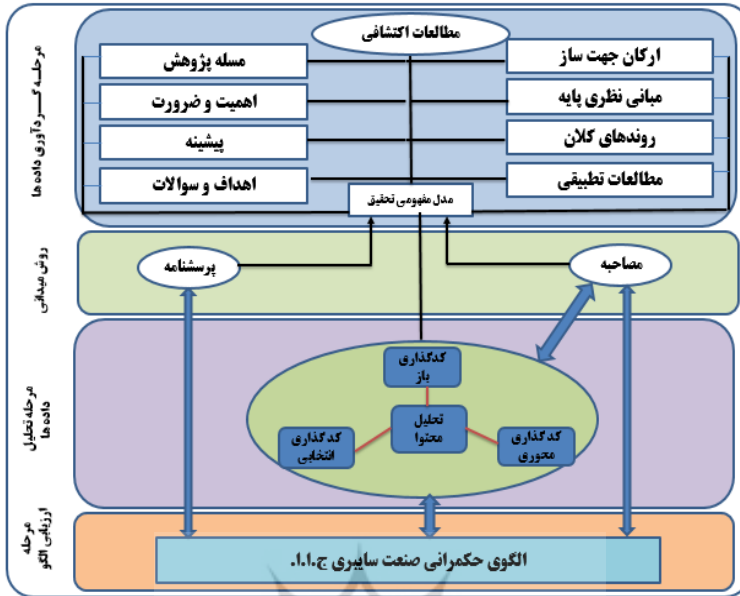 مرحلـه گـــردآوری داده ها
مطالعات اکتشافی
ارکان جهت ساز
مسله پژوهش
مبانی نظری پایه
اهمیت و ضرورت
روندهای کلان
پیشینه
مطالعات تطبیقی
اهداف و سوالات
مدل مفهومی تحقیق
روش میدانی
مصاحبه
پرسشنامه
مرحله تحلیل
داده ها
کدگذاری
باز
تحلیل
محتوا
کدگذاری
محوری
کدگذاری
انتخابی
مرحله
ارزیابی الگو
الگوی حکمرانی صنعت سایبری ج.ا.ا.